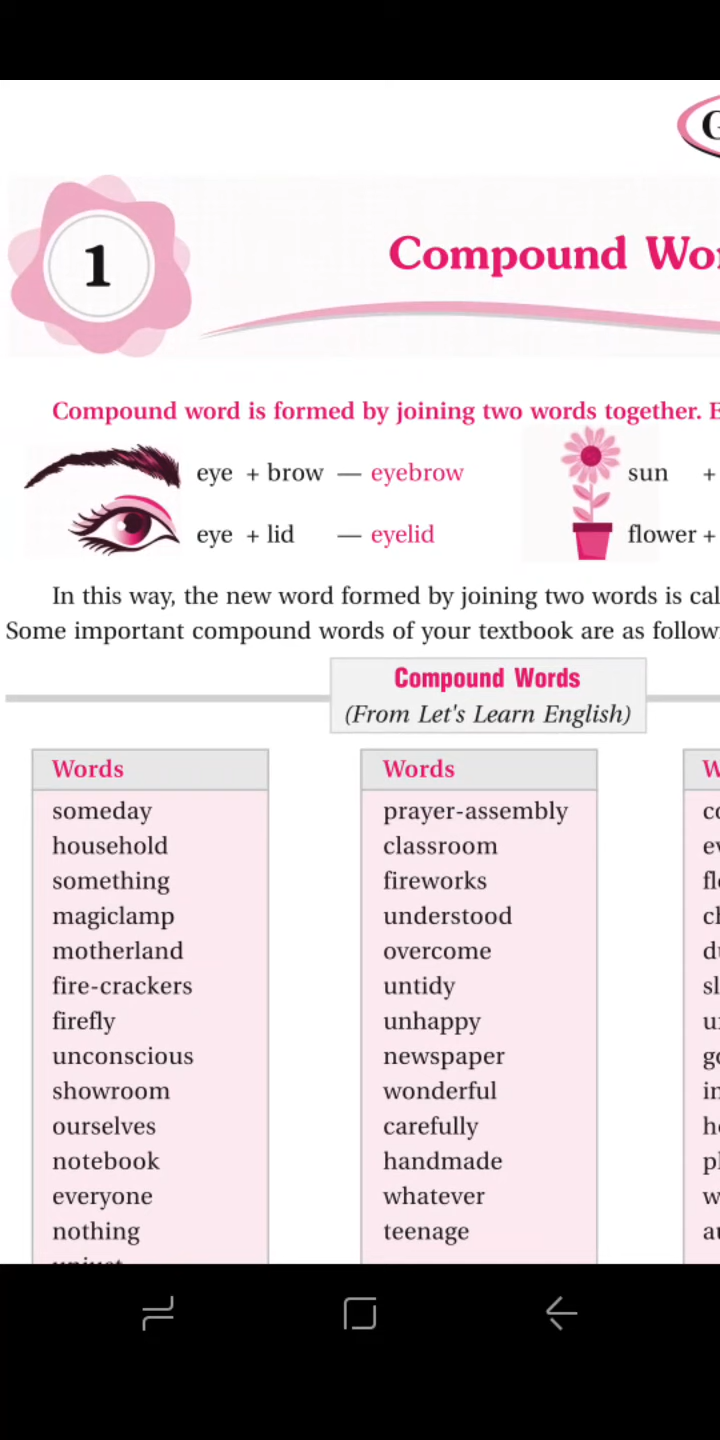 1
Compound
Compound word is formed by joining two words together.
eye + brow — eyebrow
sun +
eye + lid — eyelid
flower +
In this way, the new word formed by joining two words is
Some important compound words of your textbook are as
Compound Words
(From Let's Learn English)
Words
someday
household
something
magiclamp
motherland
fire-crackers
firefly
unconscious
showroom
ourselves
notebook
everyone
nothing
Words
prayer-assembly
classroom
fireworks
understood
overcome
untidy
unhappy
newspaper
wonderful
carefully
handmade
whatever
teenage